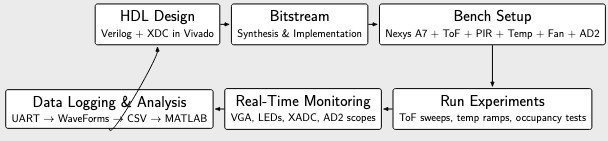 HDL Design
Verilog + XDC in Vivado
Bitstream
Synthesis & Implementation
Bench Setup
Nexys A7 + ToF + PIR + Temp + Fan + AD2
Run Experiments
ToF sweeps, temp ramps, occupancy tests
Real-Time Monitoring
VGA, LEDs, XADC, AD2 scopes
Data Logging & Analysis
UART → WaveForms → CSV → MATLAB